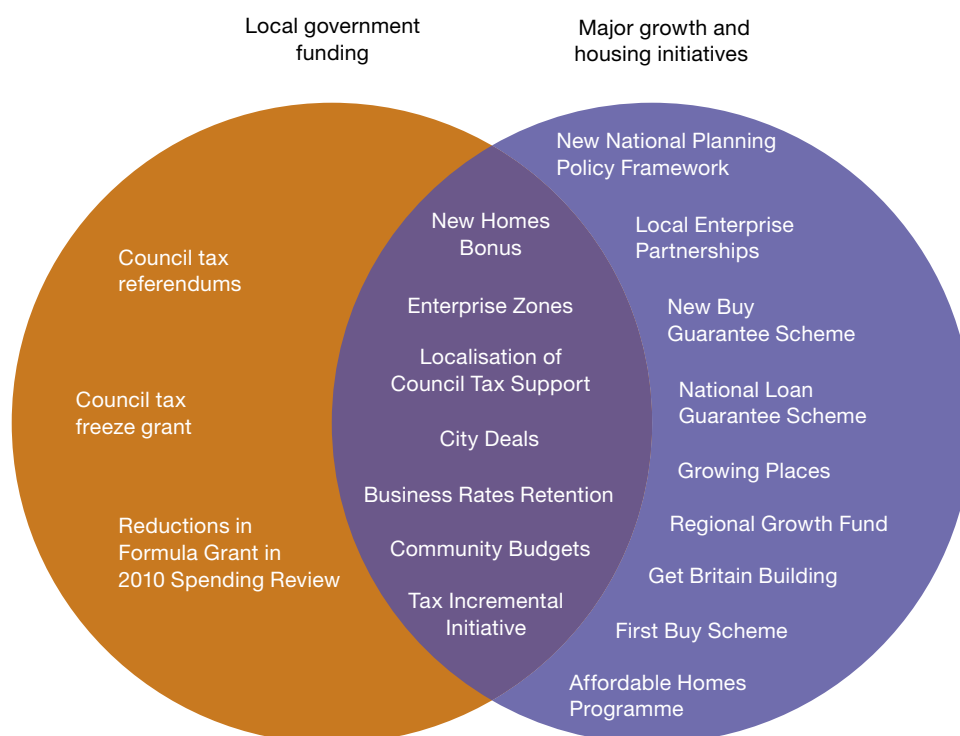 Local government
funding
Major growth and
housing initiatives
Council tax
referendums
Council tax
freeze grant
Reductions in
Formula Grant in
2010 Spending Review
New Homes
Bonus
Enterprise Zones
Localisation of
Council Tax Support
City Deals
Business Rates Retention
Community Budgets
Tax Incremental
Initiative
New National Planning
Policy Framework
Local Enterprise
Partnerships
New Buy
Guarantee Scheme
National Loan
Guarantee Scheme
Growing Places
Regional Growth Fund
Get Britain Building
First Buy Scheme
Affordable Homes
Programme